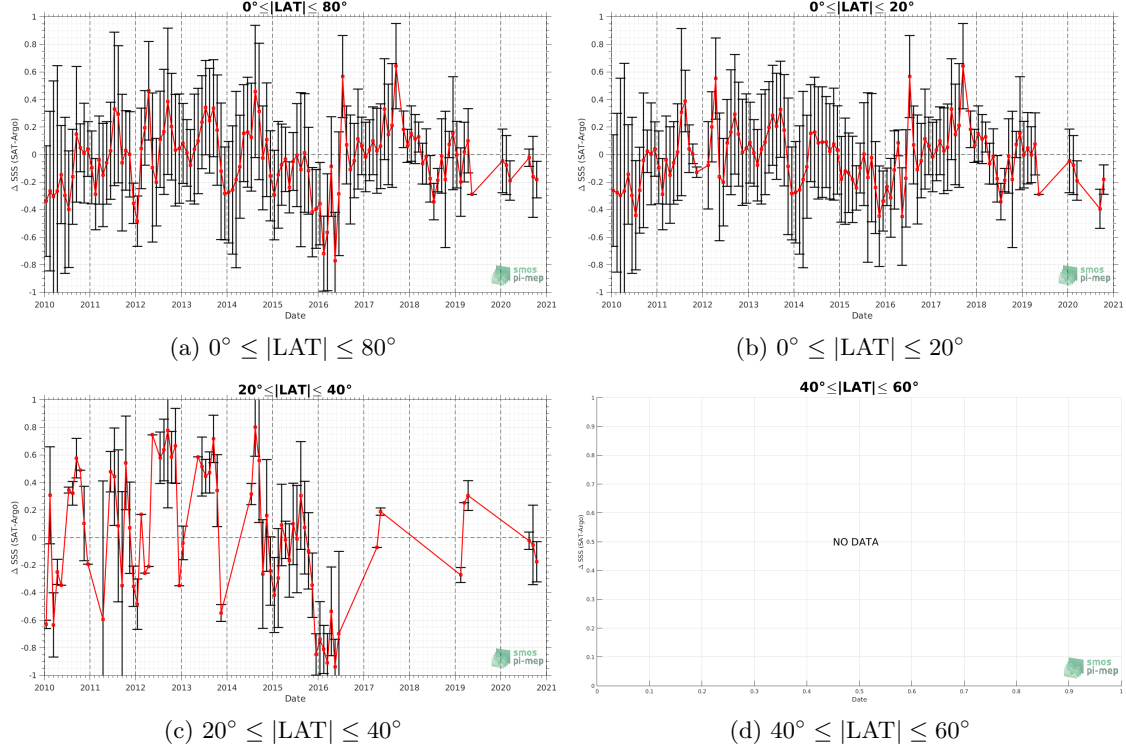 0°≤|LAT|≤ 80°
1
0.8
0.6
0.4
0.2
0
-0.2
-0.4
-0.6
-0.8
-1
Δ SSS (SAT-Argo)
2010 2011 2012 2013 2014 2015 2016 2017 2018 2019 2020 2021
Date
smos
pi-mep
(a) 0° ≤ |LAT| ≤ 80°
0°≤|LAT|≤ 20°
1
0.8
0.6
0.4
0.2
0
-0.2
-0.4
-0.6
-0.8
-1
Δ SSS (SAT-Argo)
2010 2011 2012 2013 2014 2015 2016 2017 2018 2019 2020 2021
Date
smos
pi-mep
(b) 0° ≤ |LAT| ≤ 20°
20°≤|LAT|≤ 40°
1
0.8
0.6
0.4
0.2
0
-0.2
-0.4
-0.6
-0.8
-1
Δ SSS (SAT-Argo)
2010 2011 2012 2013 2014 2015 2016 2017 2018 2019 2020 2021
Date
smos
pi-mep
(c) 20° ≤ |LAT| ≤ 40°
40°≤|LAT|≤ 60°
1
0.9
0.8
0.7
0.6
0.5
0.4
0.3
0.2
0.1
0
Δ SSS (SAT-Argo)
NO DATA
0 0.1 0.2 0.3 0.4 0.5 0.6 0.7 0.8 0.9 1
Date
smos
pi-mep
(d) 40° ≤ |LAT| ≤ 60°